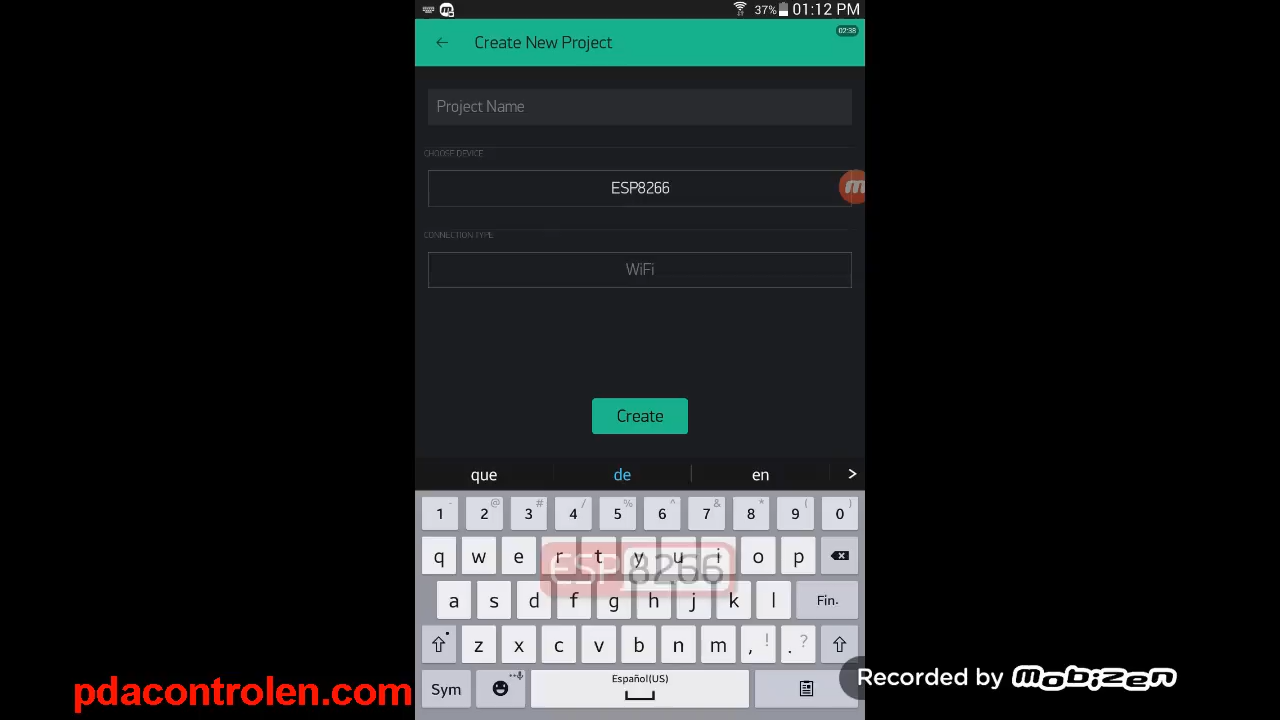 37% 01:12 PM
02:38
← Create New Project
Project Name
CHOOSE DEVICE
ESP8266
CONNECTION TYPE
WiFi
Create
que de en >
1 - 2 @ 3 # 4 / 5 % 6 ^ 7 & 8 * 9 ( 0 )
q w e r t y u i o p
ESP8266
a s d f g h j k l Fin.
z x c v b n m , ! . ?
Sym Español(US)
pdacontrolen.com
Recorded by mobizen